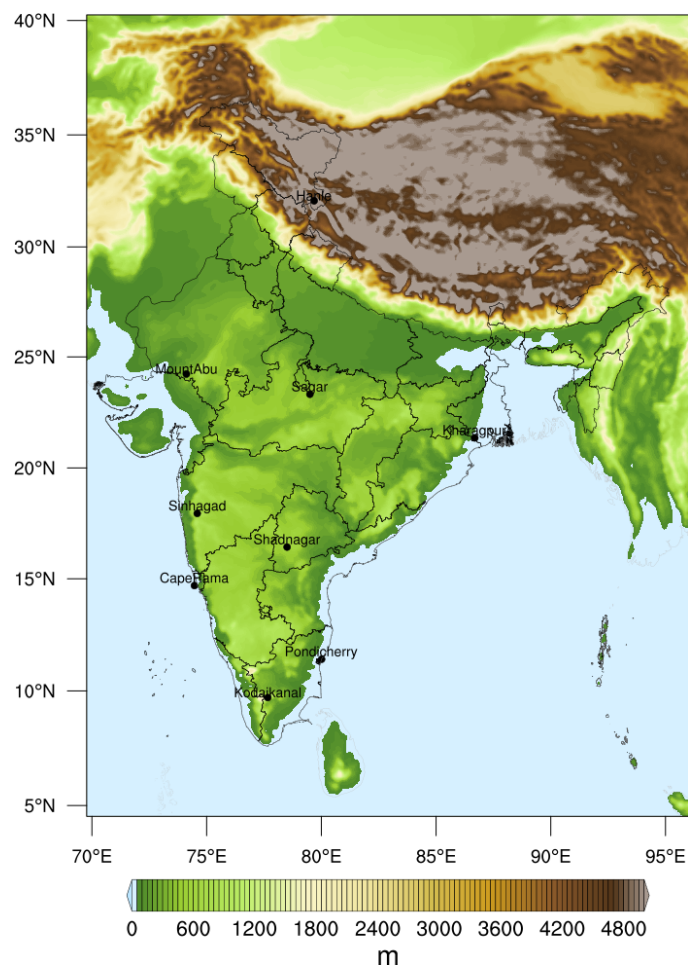 40°N
35°N
Hanle
30°N
25°N
MountAbu
Sagar
Kharagpur
20°N
Sinhagad
Shadnagar
15°N
CapeRama
Pondicherry
10°N
Kodaikanal
5°N
70°E 75°E 80°E 85°E 90°E 95°E
0 600 1200 1800 2400 3000 3600 4200 4800
m